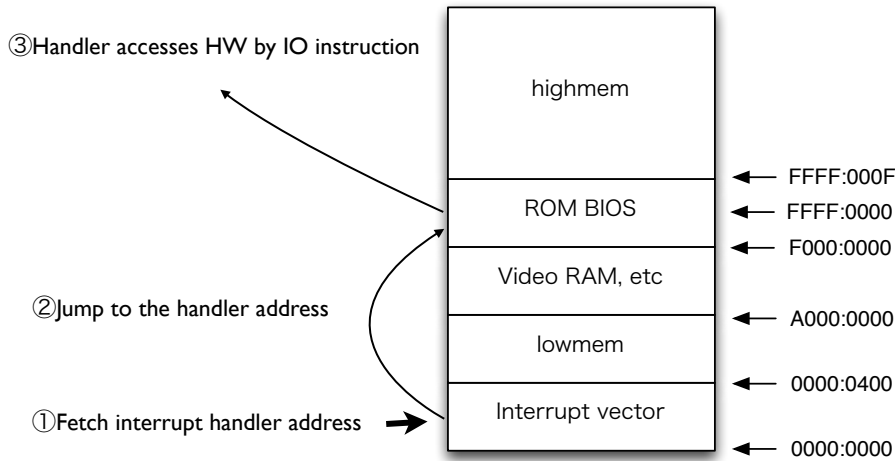 ③Handler accesses HW by IO instruction
highmem
FFFF:000F
ROM BIOS
FFFF:0000
F000:0000
Video RAM, etc
②Jump to the handler address
A000:0000
lowmem
0000:0400
①Fetch interrupt handler address
Interrupt vector
0000:0000